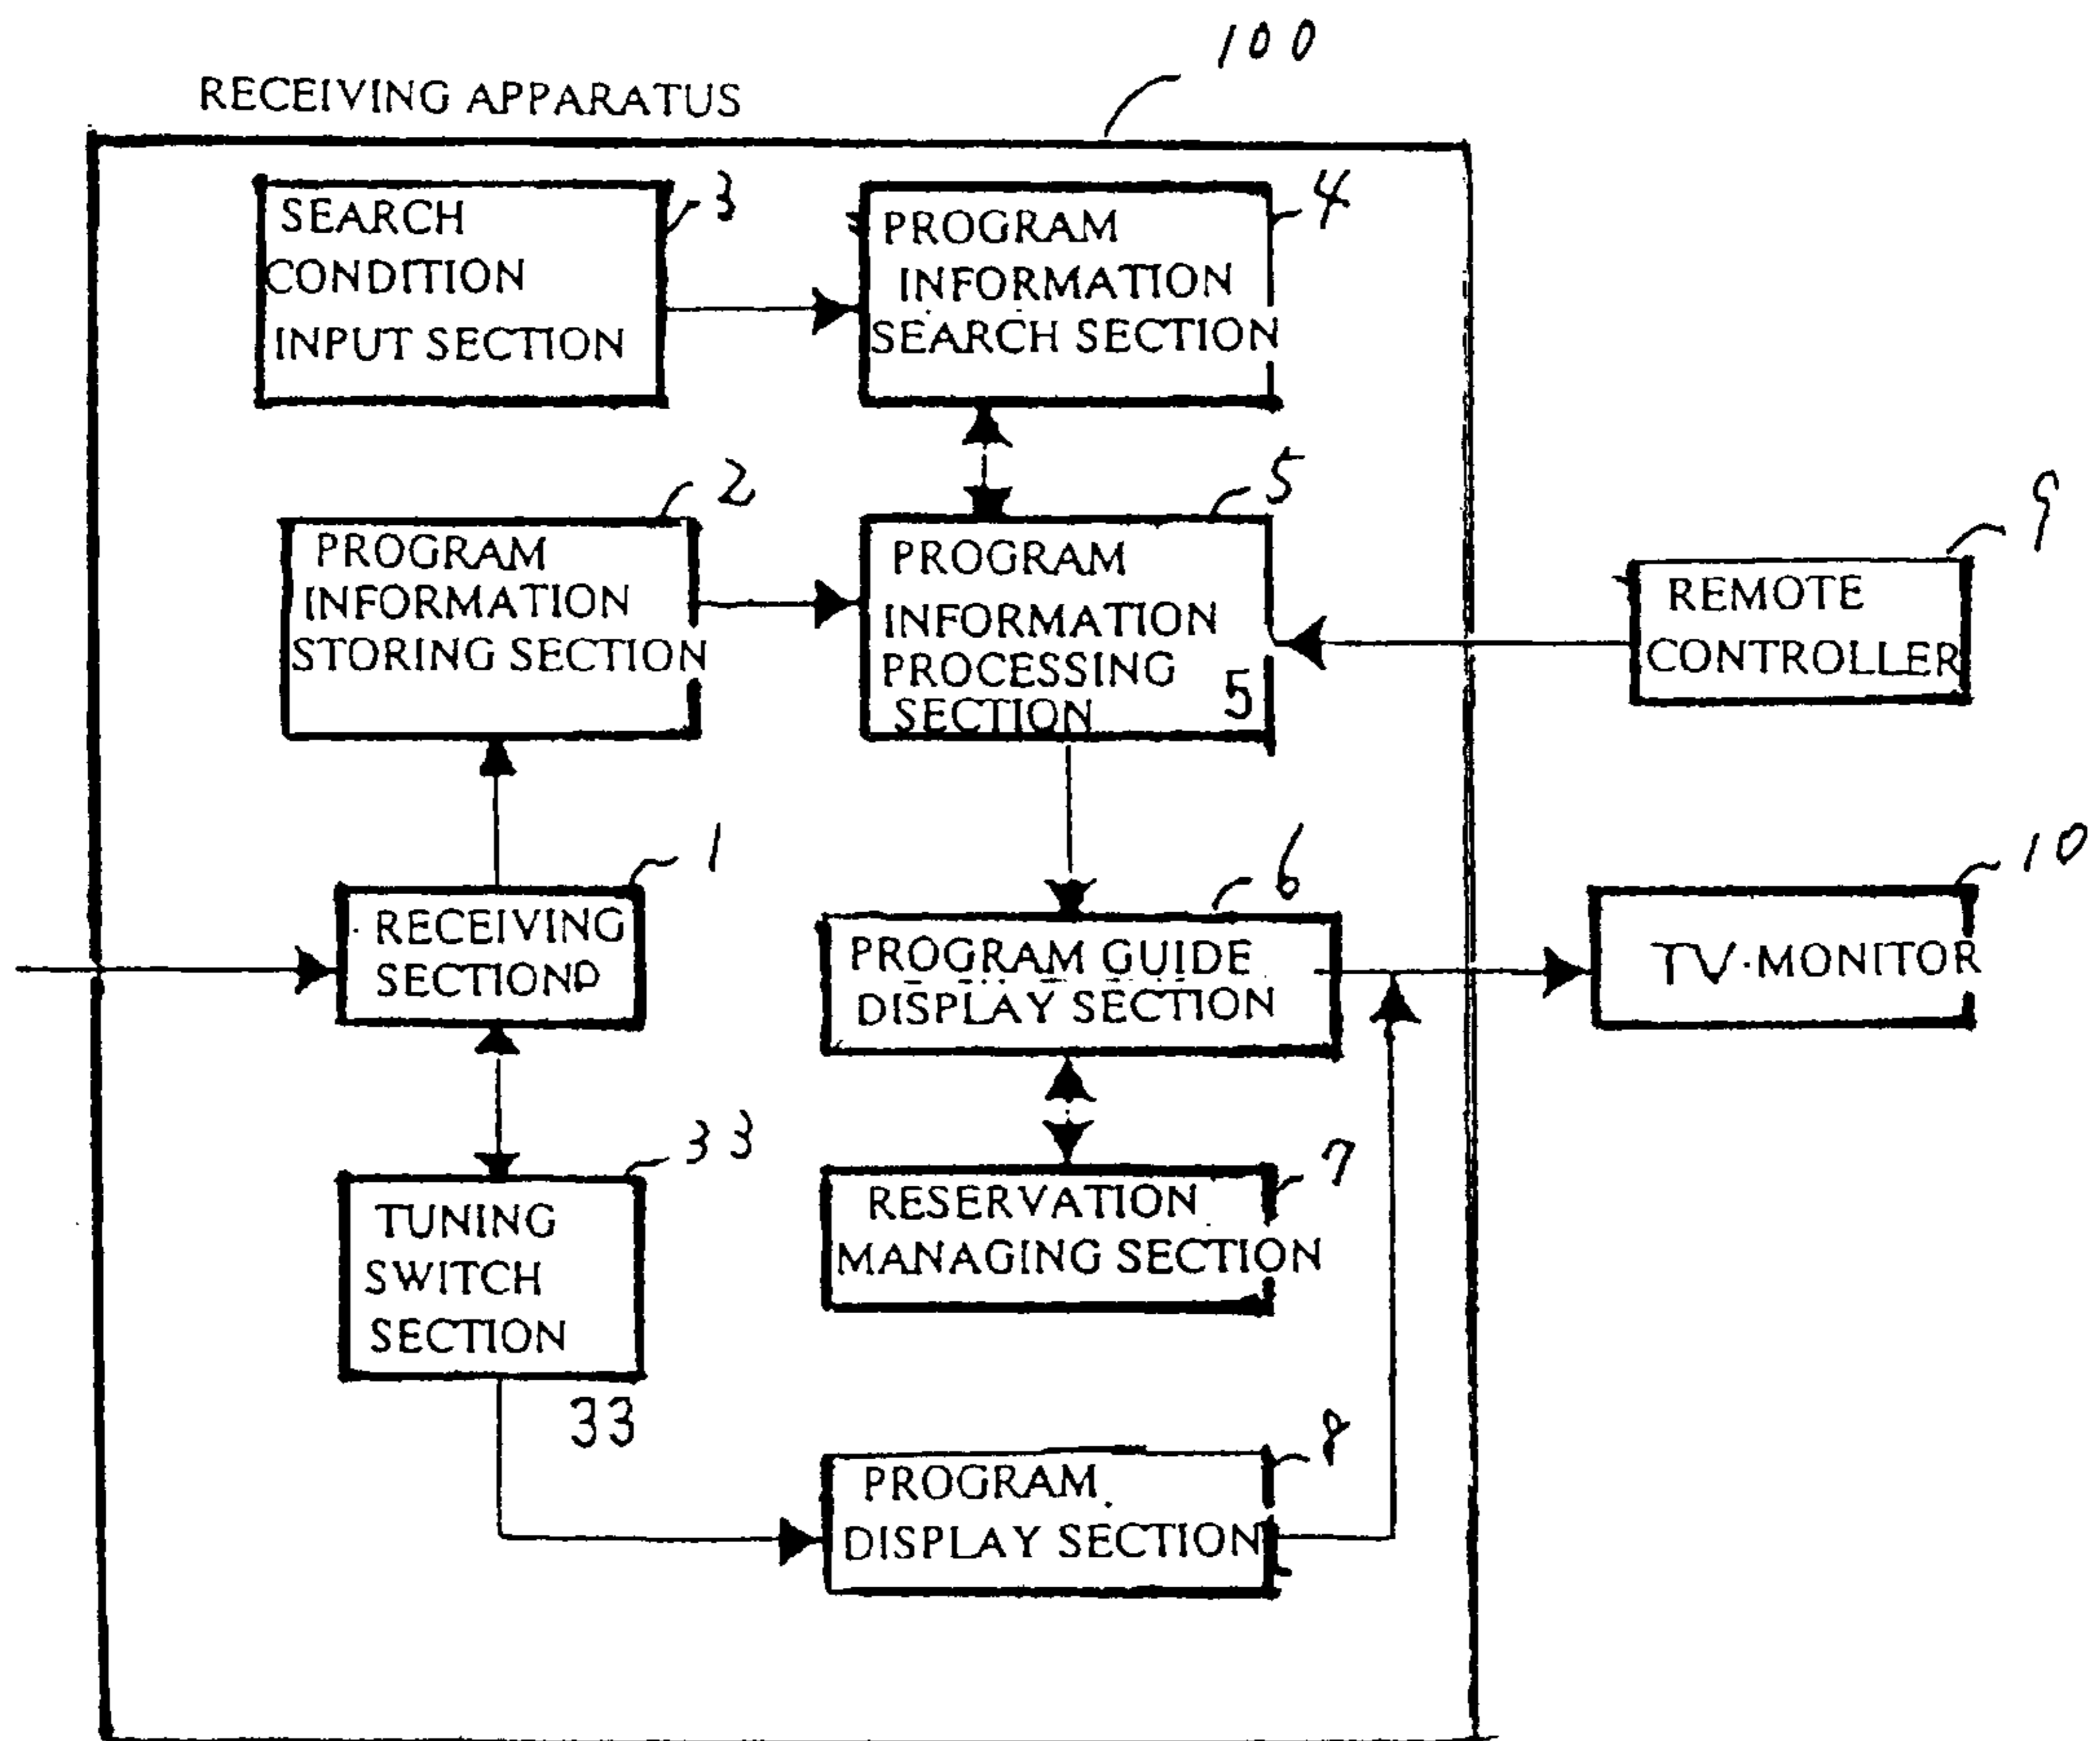 100
RECEIVING APPARATUS
SEARCH
CONDITION
INPUT SECTION
3
PROGRAM
INFORMATION
SEARCH SECTION
4
PROGRAM
INFORMATION
STORING SECTION
2
PROGRAM
INFORMATION
PROCESSING
SECTION
5
5
REMOTE
CONTROLLER
9
RECEIVING
SECTIOND
1
PROGRAM GUIDE
DISPLAY SECTION
6
TV·MONITOR
10
TUNING
SWITCH
SECTION
33
33
RESERVATION
MANAGING SECTION
7
PROGRAM
DISPLAY SECTION
8